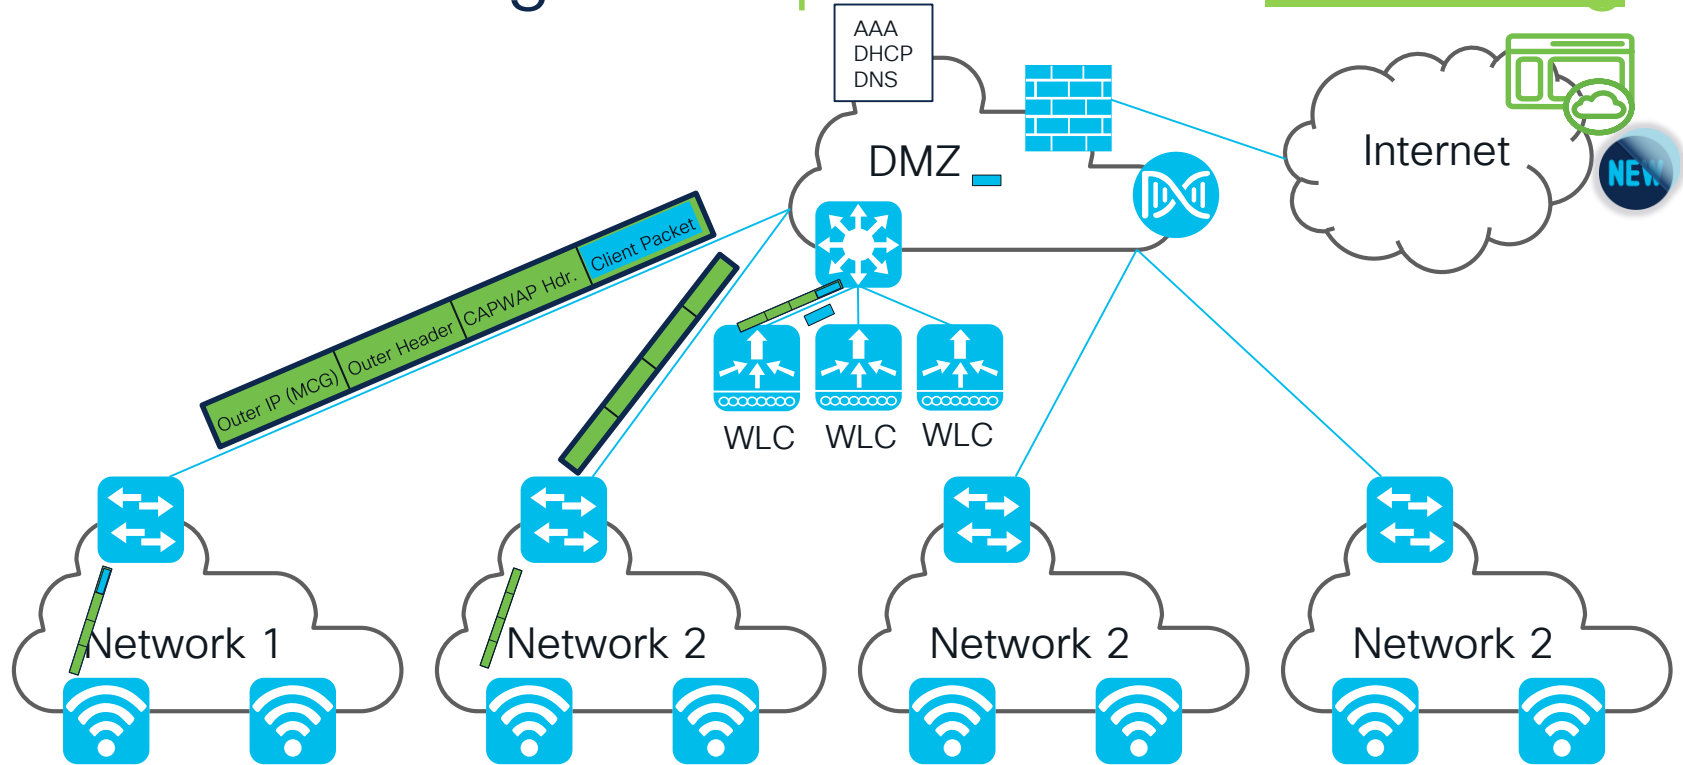 AAA
DHCP
DNS
DMZ
Internet
NEW
Client Packet
CAPWAP Hdr.
Outer Header
Outer IP (MCG)
WLC
WLC
WLC
Network 1
Network 2
Network 2
Network 2